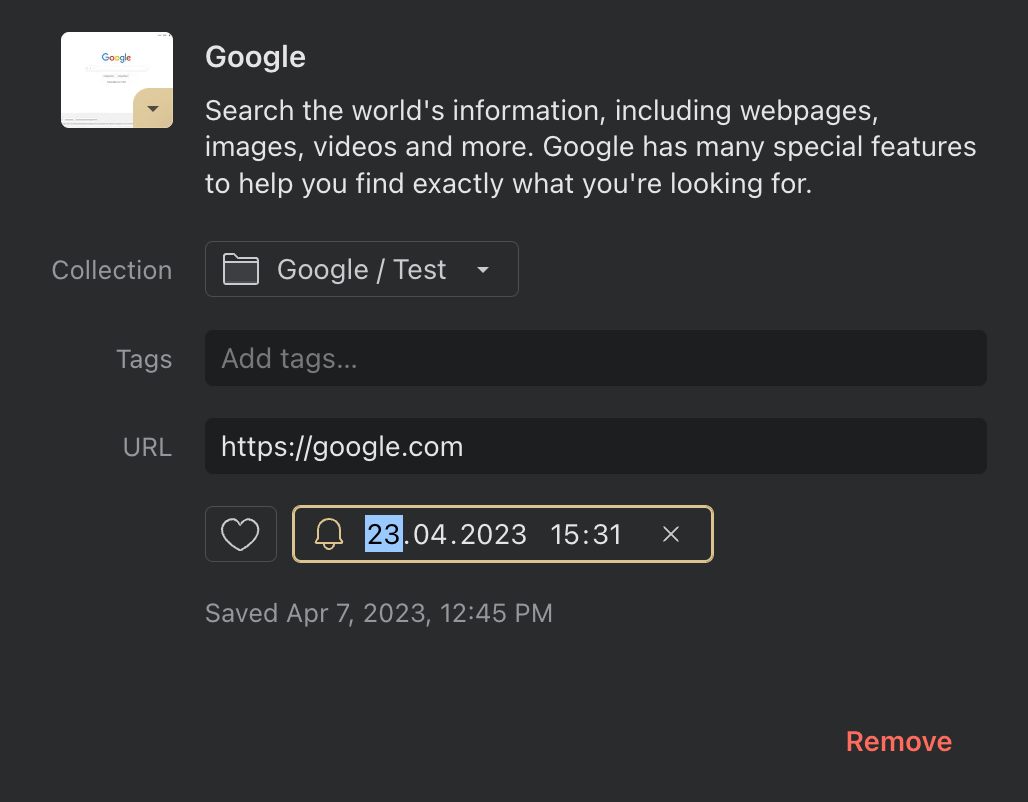 Google
Google
Search the world's information, including webpages,
images, videos and more. Google has many special features
to help you find exactly what you're looking for.
Collection
Google / Test
Tags
Add tags...
URL
https://google.com
23.04.2023 15:31
Saved Apr 7, 2023, 12:45 PM
Remove